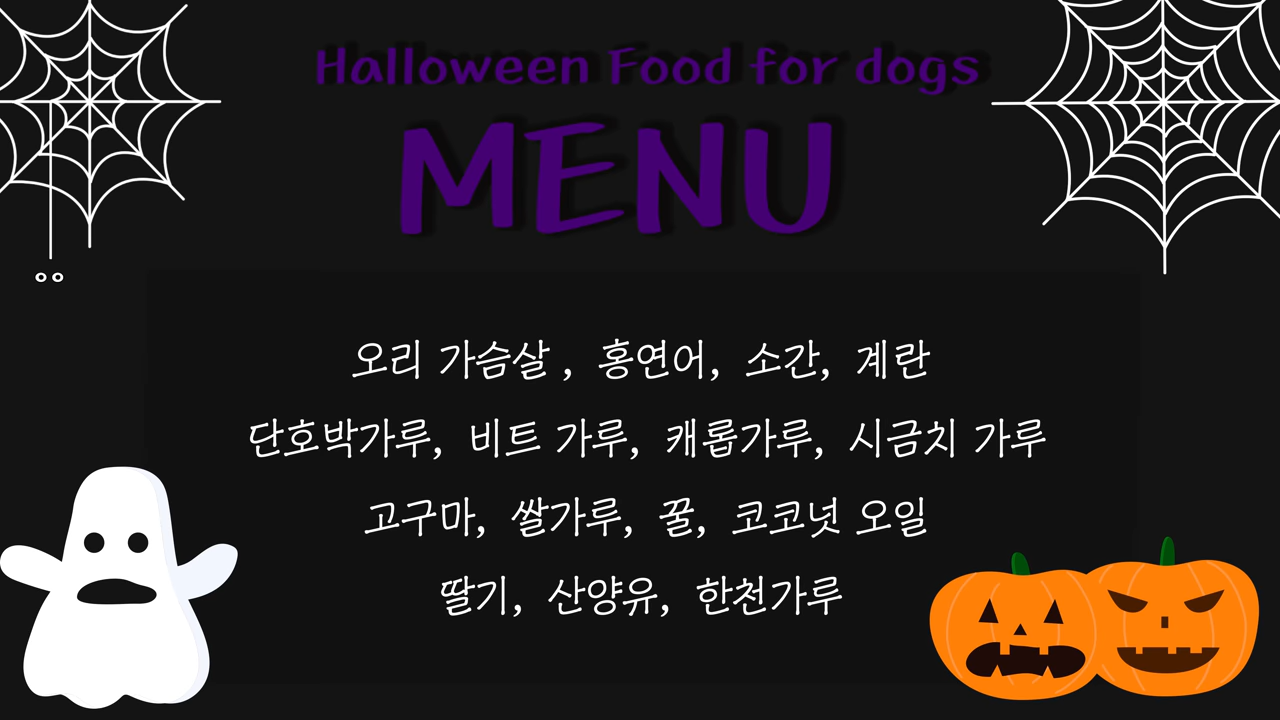 Halloween Food for dogs
MENU
오리 가슴살 , 홍연어, 소간, 계란
단호박가루, 비트 가루, 캐롭가루, 시금치 가루
고구마, 쌀가루, 꿀, 코코넛 오일
딸기, 산양유, 한천가루